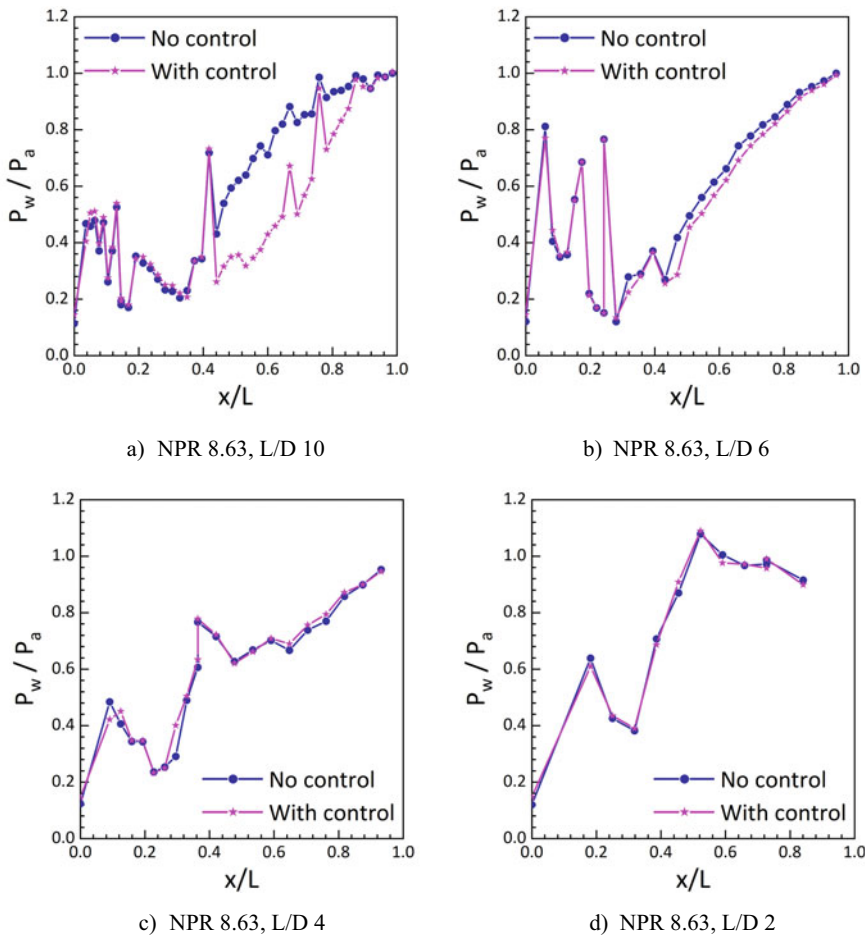 1.2
1.0
0.8
0.6
0.4
0.2
0.0
P_w / P_a
No control
With control
0.0 0.2 0.4 0.6 0.8 1.0
x/L
a) NPR 8.63, L/D 10
1.2
1.0
0.8
0.6
0.4
0.2
0.0
P_w / P_a
No control
With control
0.0 0.2 0.4 0.6 0.8 1.0
x/L
b) NPR 8.63, L/D 6
1.2
1.0
0.8
0.6
0.4
0.2
0.0
P_w / P_a
No control
With control
0.0 0.2 0.4 0.6 0.8 1.0
x/L
c) NPR 8.63, L/D 4
1.2
1.0
0.8
0.6
0.4
0.2
0.0
P_w / P_a
No control
With control
0.0 0.2 0.4 0.6 0.8 1.0
x/L
d) NPR 8.63, L/D 2